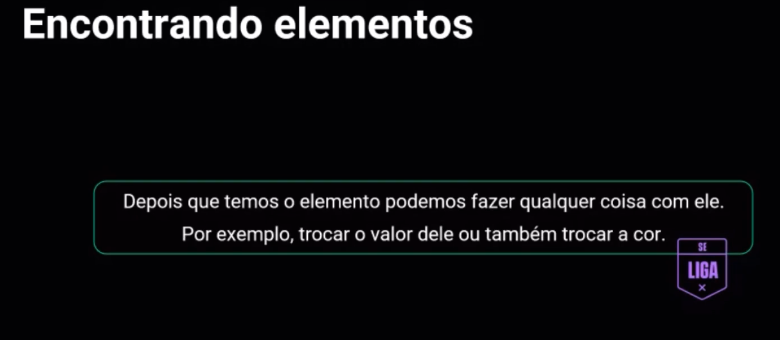 Encontrando elementos
Depois que temos o elemento podemos fazer qualquer coisa com ele.
Por exemplo, trocar o valor dele ou também trocar a cor.
SE
LIGA
×